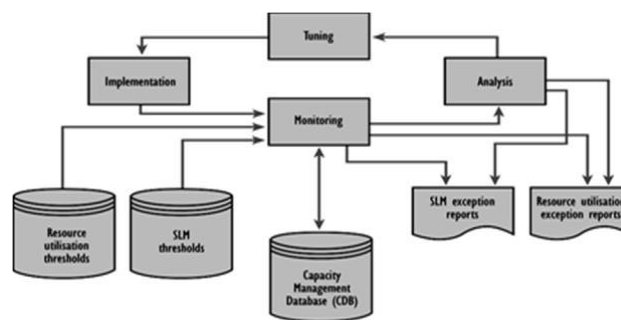 Tuning
Implementation
Analysis
Monitoring
Resource
utilisation
thresholds
SLM
thresholds
Capacity
Management
Database (CDB)
SLM exception
reports
Resource utilisation
exception reports